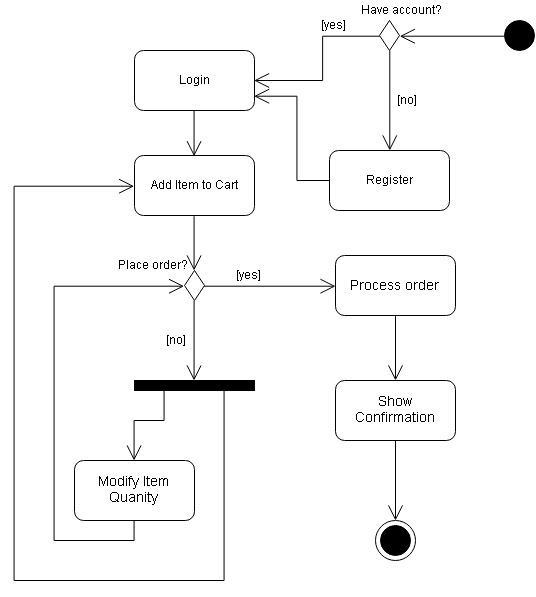 Have account?
[yes]
Login
[no]
Add Item to Cart
Register
Place order?
[yes]
Process order
[no]
Show
Confirmation
Modify Item
Quanity